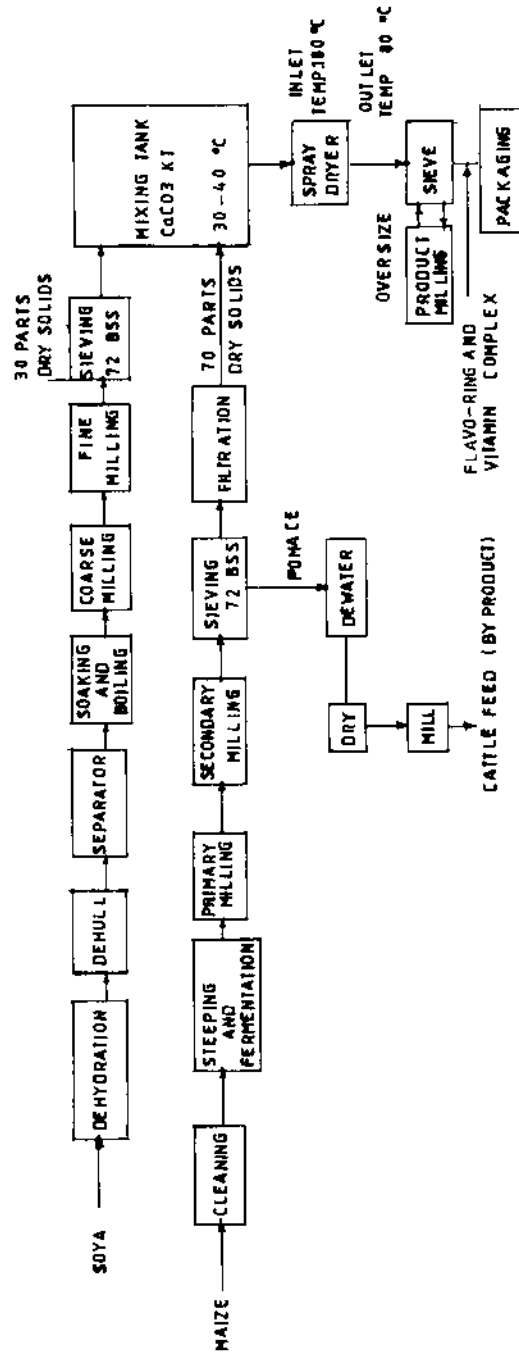 SOYA
DEHYDRATION
DEHULL
SEPARATOR
SOAKING
AND
BOILING
COARSE
MILLING
FINE
MILLING
30 PARTS
DRY SOLIDS
SIEVING
72 BSS
MIXING TANK
CaCO3 KI
30-40 °C
MAIZE
CLEANING
STEEPING
AND
FERMENTATION
PRIMARY
MILLING
SECONDARY
MILLING
SIEVING
72 BSS
FILTRATION
70 PARTS
DRY SOLIDS
POMACE
DEWATER
DRY
MILL
CATTLE FEED (BY PRODUCT)
SPRAY
DRYER
INLET
TEMP.180 °C
OUTLET
TEMP 80 °C
SIEVE
OVERSIZE
PRODUCT
MILLING
FLAVO-RING AND
VITAMIN COMPLEX
PACKAGING